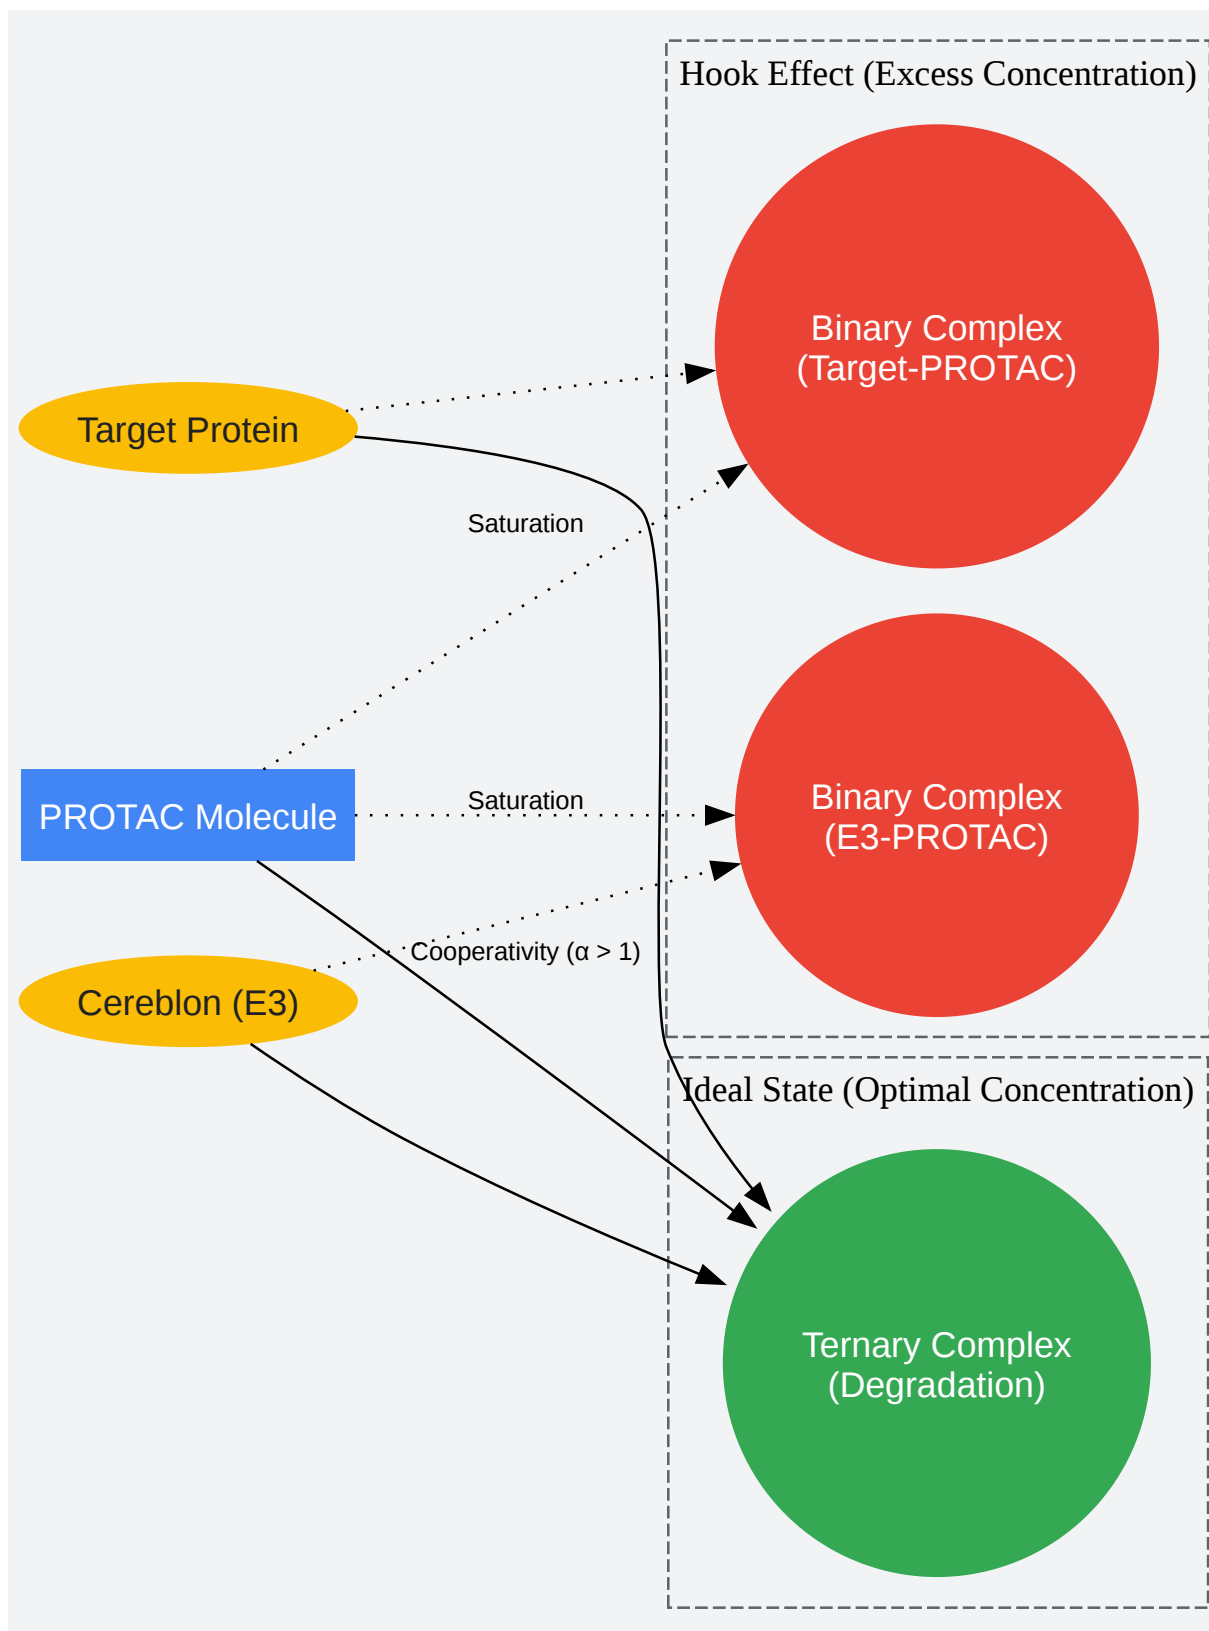 Hook Effect (Excess Concentration)
Binary Complex
(Target-PROTAC)
Target Protein
Saturation
PROTAC Molecule
Saturation
Binary Complex
(E3-PROTAC)
Cooperativity (α > 1)
Cereblon (E3)
Ideal State (Optimal Concentration)
Ternary Complex
(Degradation)